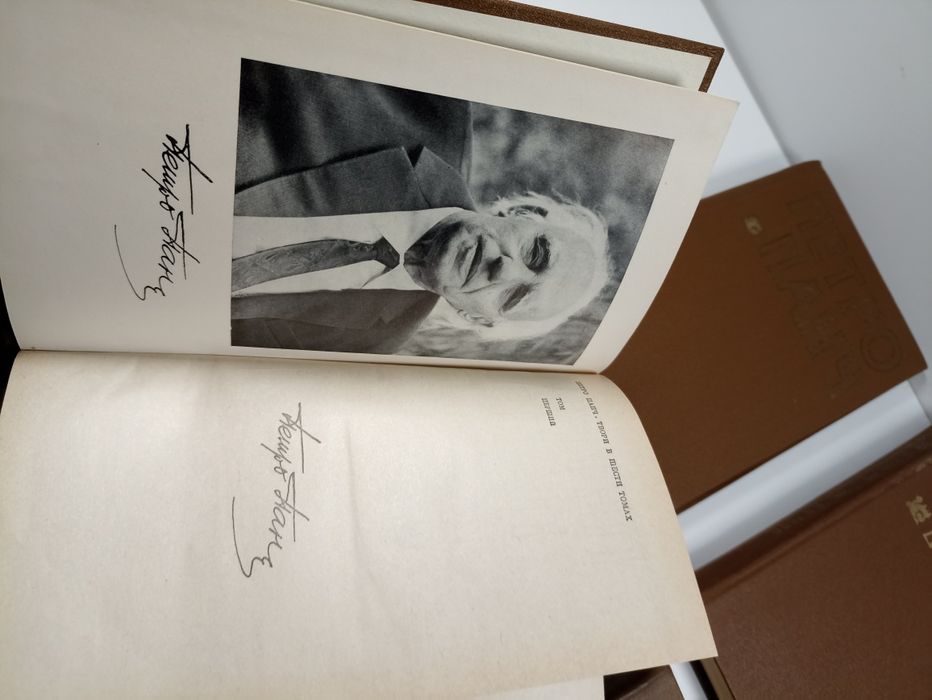 Петро Панч
ПЕТРО ПАНЧ. ТВОРИ В ШЕСТИ ТОМАХ
ТОМ
ПЕРШИЙ
Петро Панч
ПЕТРО
ПАНЧ